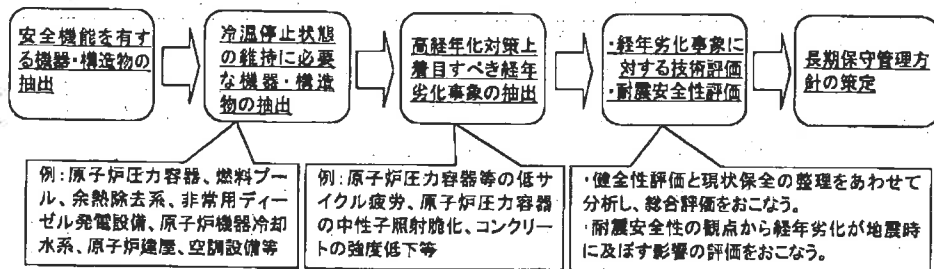 安全機能を有す
る機器・構造物の
抽出
冷温停止状態
の維持に必要
な機器・構造
物の抽出
高経年化対策上
着目すべき経年
劣化事象の抽出
・経年劣化事象に
対する技術評価
・耐震安全性評価
長期保守管理方
針の策定
例：原子炉圧力容器、燃料プー
ル、余熱除去系、非常用ディー
ゼル発電設備、原子炉機器冷却
水系、原子炉建屋、空調設備等
例：原子炉圧力容器等の低サ
イクル疲労、原子炉圧力容器
の中性子照射脆化、コンクリー
トの強度低下等
・健全性評価と現状保全の整理をあわせて
分析し、総合評価をおこなう。
・耐震安全性の観点から経年劣化が地震時
に及ぼす影響の評価をおこなう。